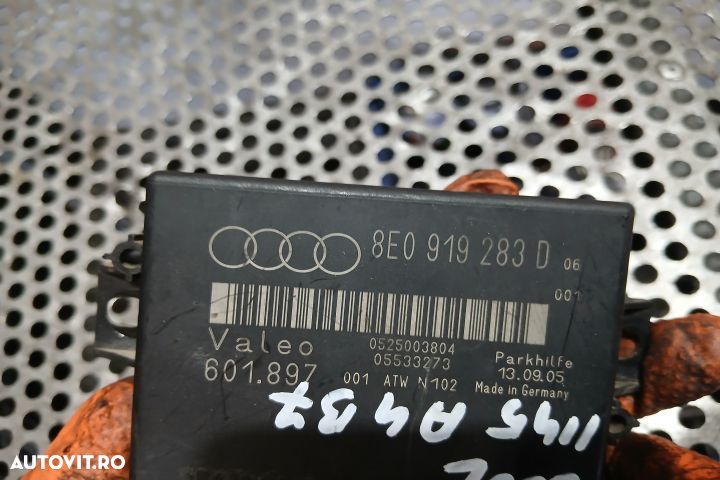 8E0 919 283 D 06
001
Valeo 0525003804
05533273 Parkhilfe
601.897 001 ATW N102 13.09.05
Made in Germany
1145 A4 B7
AUTOVIT.RO